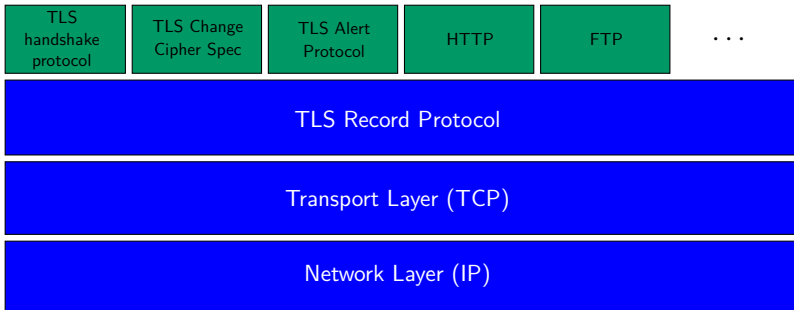 TLS
handshake
protocol
TLS Change
Cipher Spec
TLS Alert
Protocol
HTTP
FTP
···
TLS Record Protocol
Transport Layer (TCP)
Network Layer (IP)